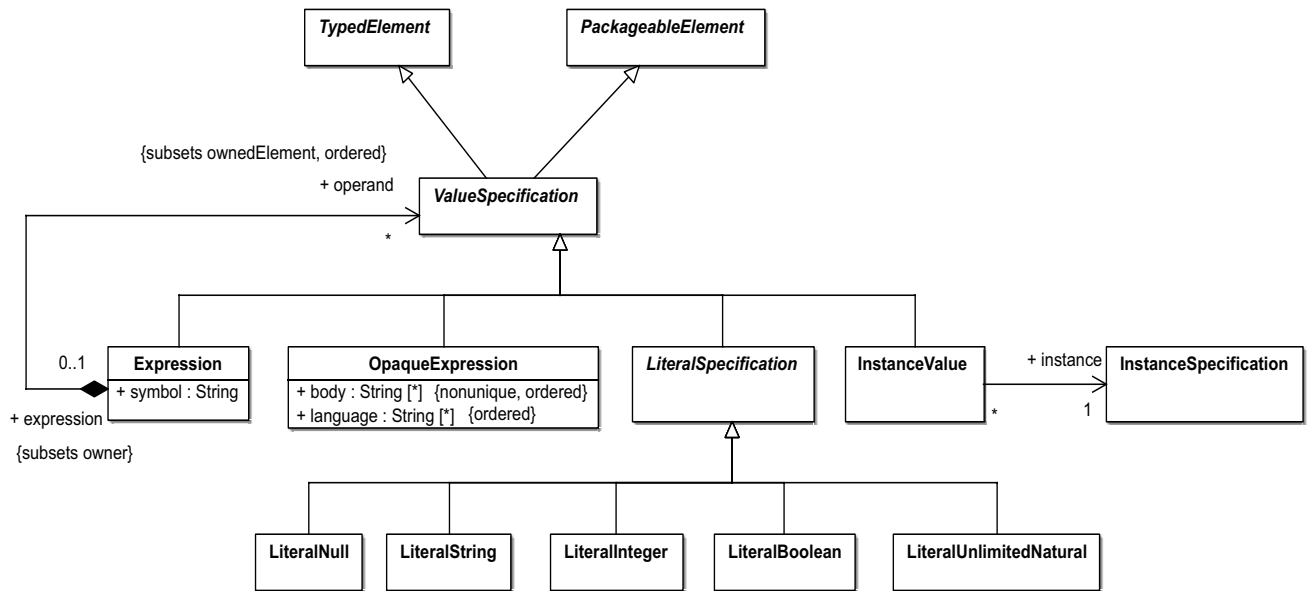 TypedElement
PackageableElement
{subsets ownedElement, ordered}
+ operand
ValueSpecification
*
0..1
Expression
+ symbol : String
+ expression
{subsets owner}
OpaqueExpression
+ body : String [*] {nonunique, ordered}
+ language : String [*] {ordered}
LiteralSpecification
InstanceValue
+ instance
*
1
InstanceSpecification
LiteralNull
LiteralString
LiteralInteger
LiteralBoolean
LiteralUnlimitedNatural